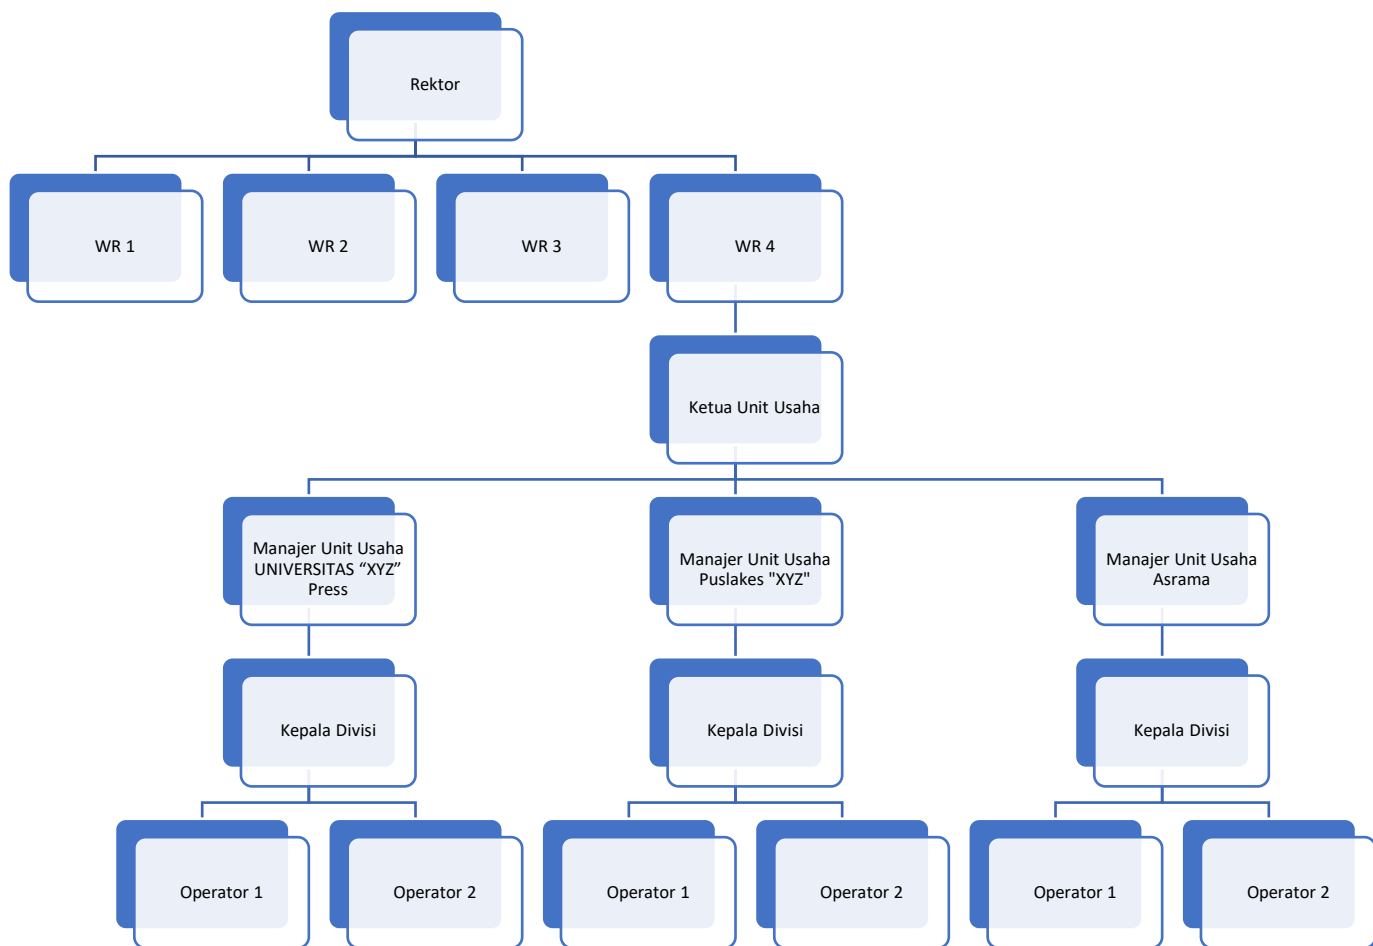 Rektor
WR 1
WR 2
WR 3
WR 4
Ketua Unit Usaha
Manajer Unit Usaha
UNIVERSITAS “XYZ”
Press
Manajer Unit Usaha
Puslakes "XYZ"
Manajer Unit Usaha
Asrama
Kepala Divisi
Kepala Divisi
Kepala Divisi
Operator 1
Operator 2
Operator 1
Operator 2
Operator 1
Operator 2